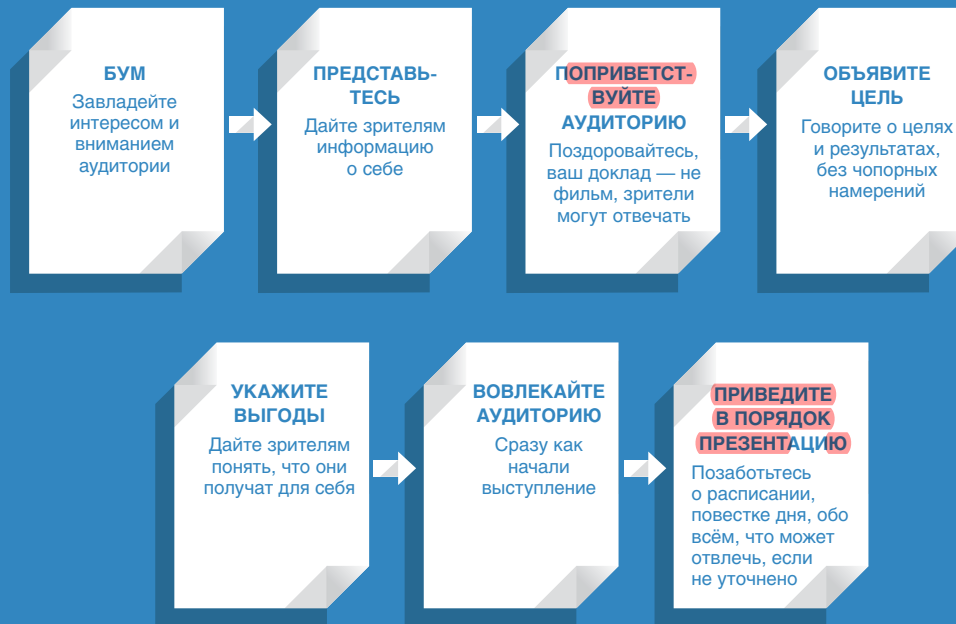 БУМ
Завладейте
интересом и
вниманием
аудитории
ПРЕДСТАВЬ-
ТЕСЬ
Дайте зрителям
информацию
о себе
ПОПРИВЕТСТ-
ВУЙТЕ
АУДИТОРИЮ
Поздоровайтесь,
ваш доклад — не
фильм, зрители
могут отвечать
ОБЪЯВИТЕ
ЦЕЛЬ
Говорите о целях
и результатах,
без чопорных
намерений
УКАЖИТЕ
ВЫГОДЫ
Дайте зрителям
понять, что они
получат для себя
ВОВЛЕКАЙТЕ
АУДИТОРИЮ
Сразу как
начали
выступление
ПРИВЕДИТЕ
В ПОРЯДОК
ПРЕЗЕНТАЦИЮ
Позаботьтесь
о расписании,
повестке дня, обо
всём, что может
отвлечь, если
не уточнено